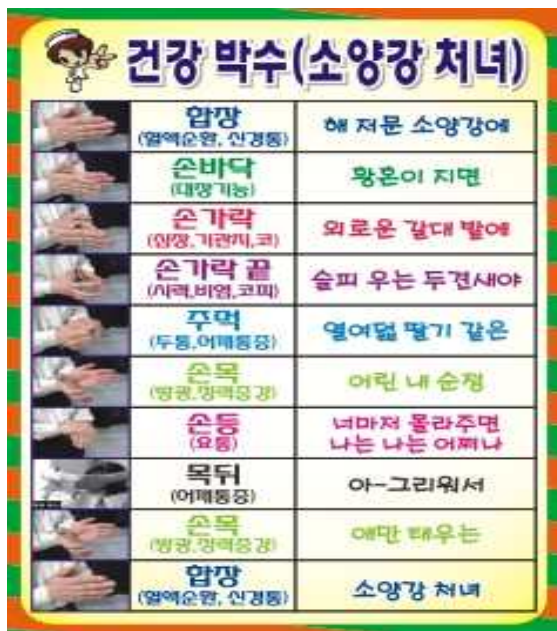 건강 박수(소양강 처녀)
합장 해 저문 소양강에
(혈액순환, 신경통)
손바닥 황혼이 지면
(대장기능)
손가락 외로운 갈대 밭에
(심장,기관지,코)
손가락 끝 슬피 우는 두견새야
(시력,비염,코피)
주먹 열여덟 딸기 같은
(두통,어깨통증)
손목 어린 내 순정
(방광,정력증강)
손등 너마저 몰라주면
(요통) 나는 나는 어쩌나
목뒤 아-그리워서
(어깨통증)
손목 애만 태우는
(방광,정력증강)
합장 소양강 처녀
(혈액순환, 신경통)